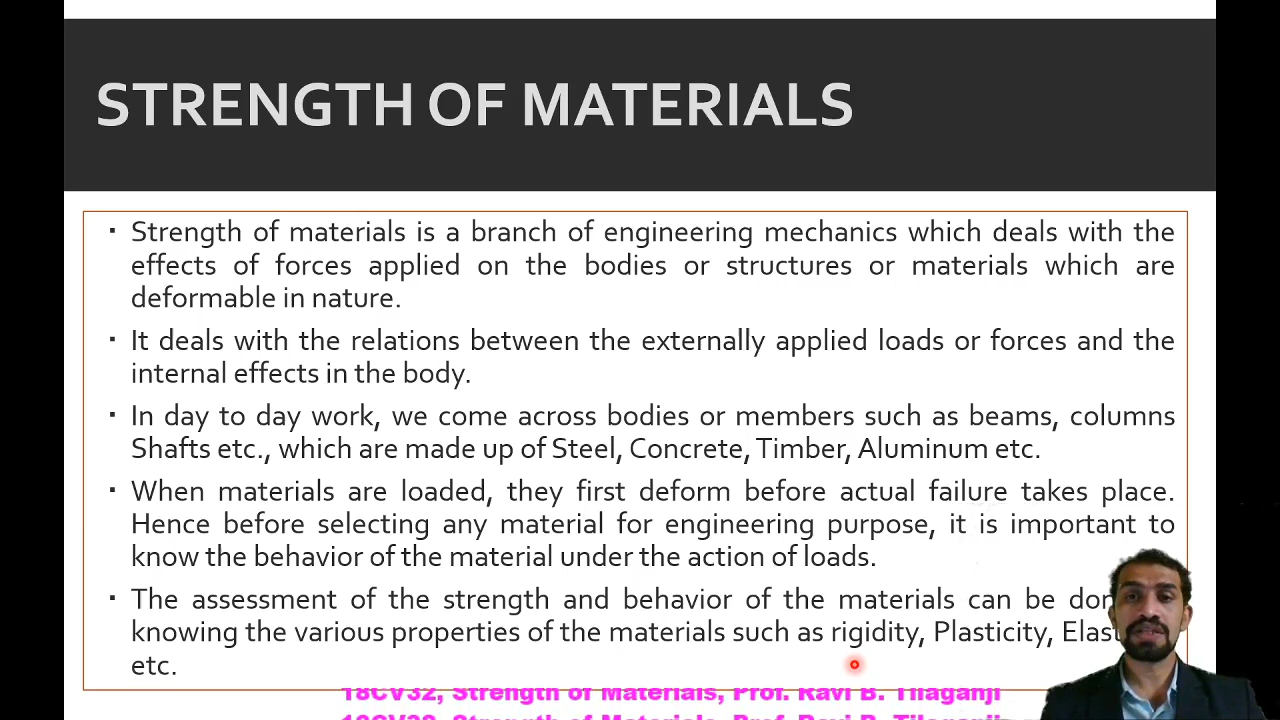 STRENGTH OF MATERIALS
▪ Strength of materials is a branch of engineering mechanics which deals with the
effects of forces applied on the bodies or structures or materials which are
deformable in nature.
▪ It deals with the relations between the externally applied loads or forces and the
internal effects in the body.
▪ In day to day work, we come across bodies or members such as beams, columns
Shafts etc., which are made up of Steel, Concrete, Timber, Aluminum etc.
▪ When materials are loaded, they first deform before actual failure takes place.
Hence before selecting any material for engineering purpose, it is important to
know the behavior of the material under the action of loads.
▪ The assessment of the strength and behavior of the materials can be
knowing the various properties of the materials such as rigidity, Plasticity,
etc.
18CV32, Strength of Materials, Prof. Ravi B. Tilaganji